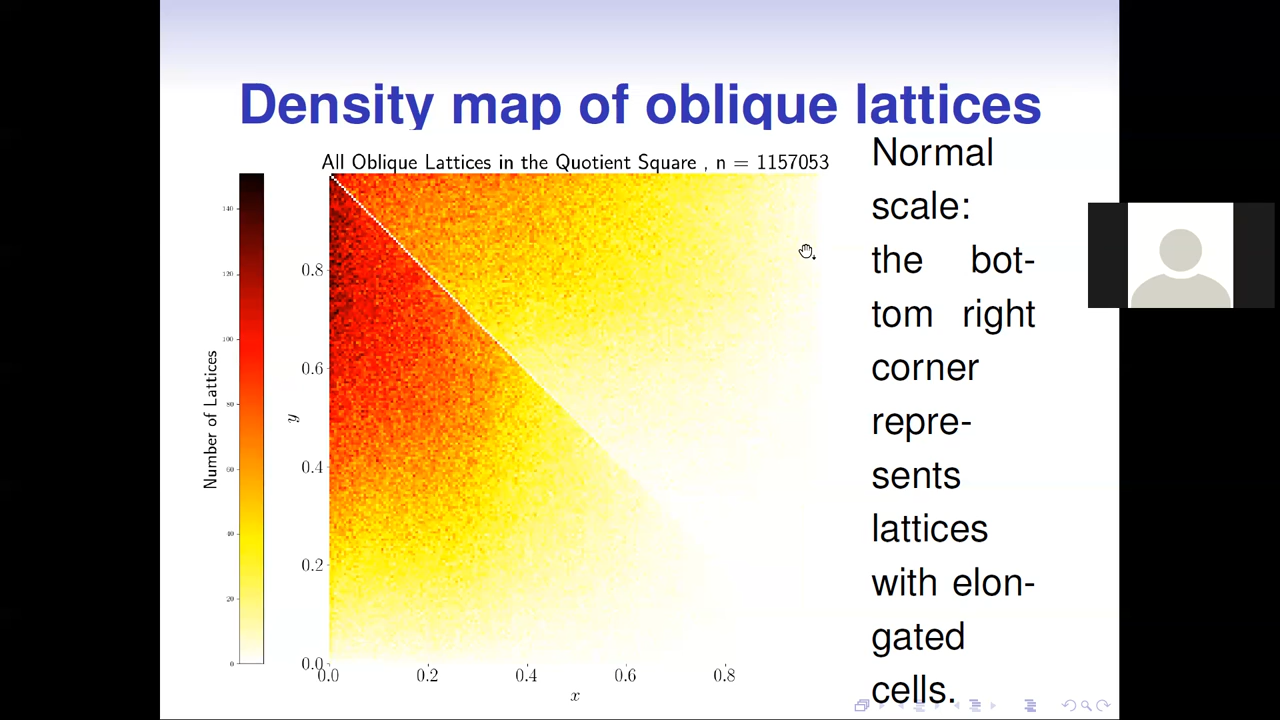 Density map of oblique lattices
All Oblique Lattices in the Quotient Square , n = 1157053
Number of Lattices
140
120
100
80
60
40
20
0
y
0.8
0.6
0.4
0.2
0.0
0.0 0.2 0.4 0.6 0.8
x
Normal
scale:
the bot-
tom right
corner
repre-
sents
lattices
with elon-
gated
cells.